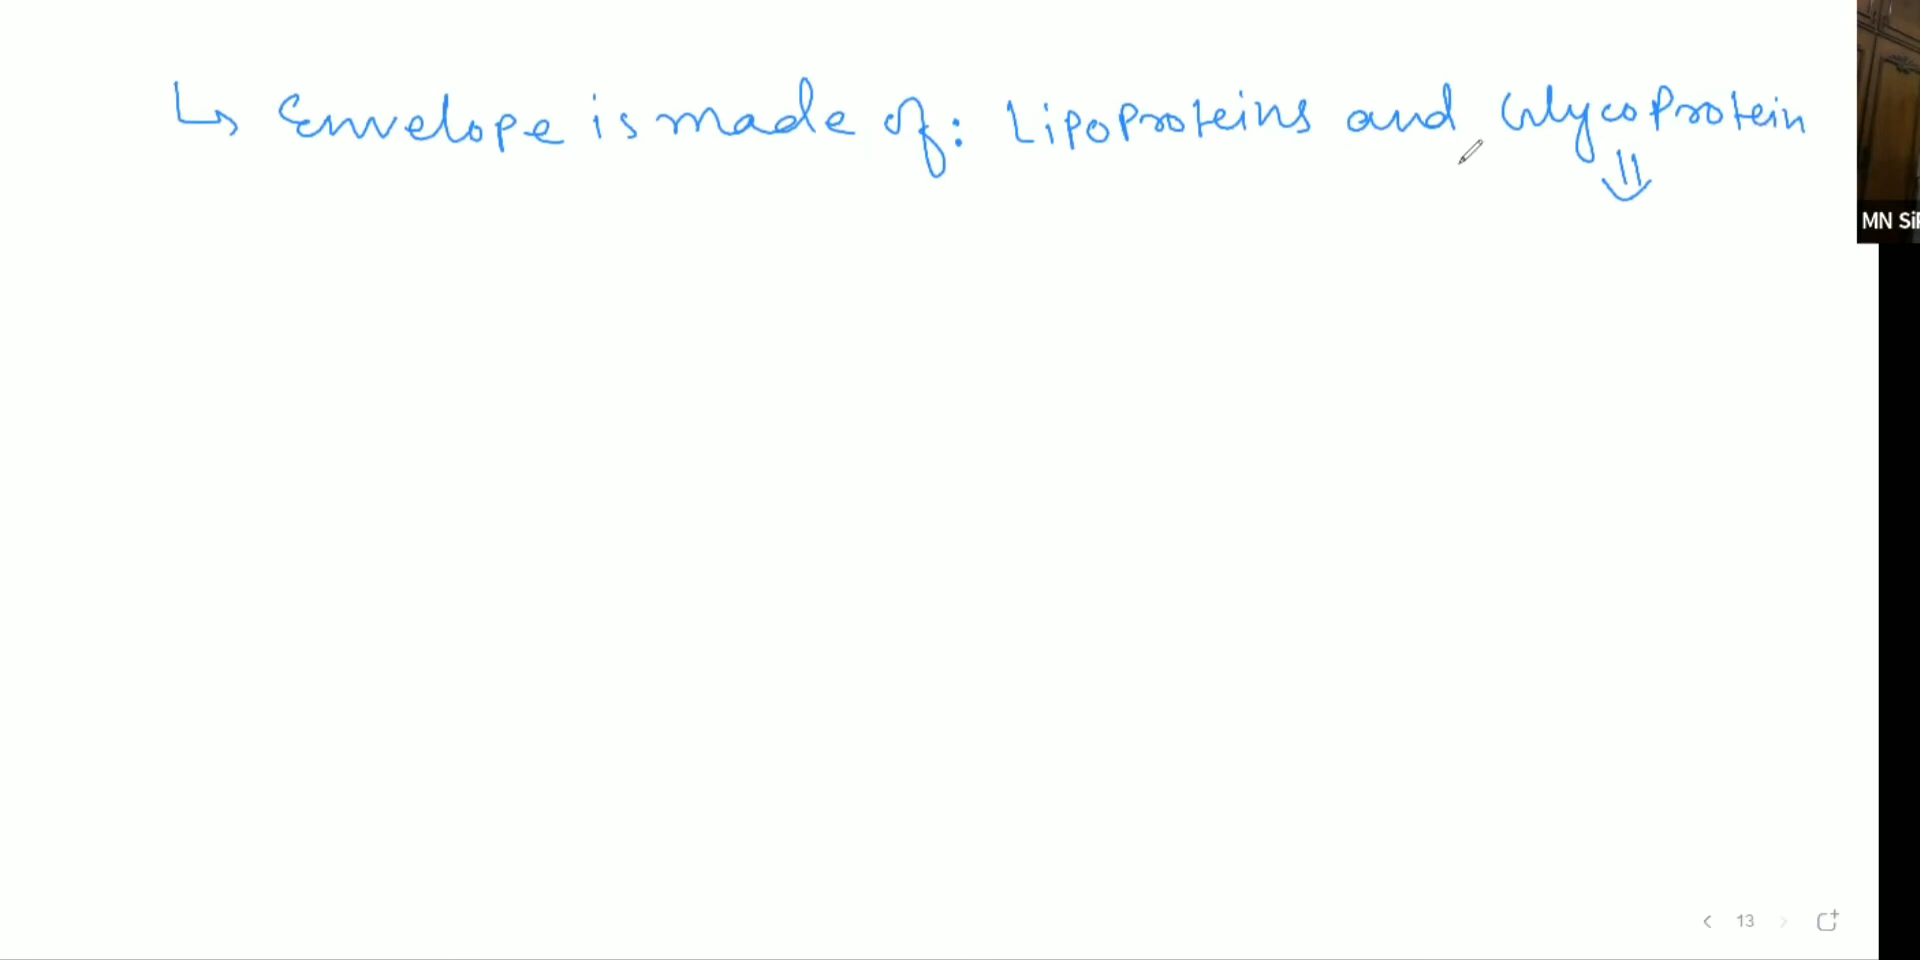 ↳ Envelope is made of: Lipoproteins and Glycoprotein
⇓
MN Si
< 13 >